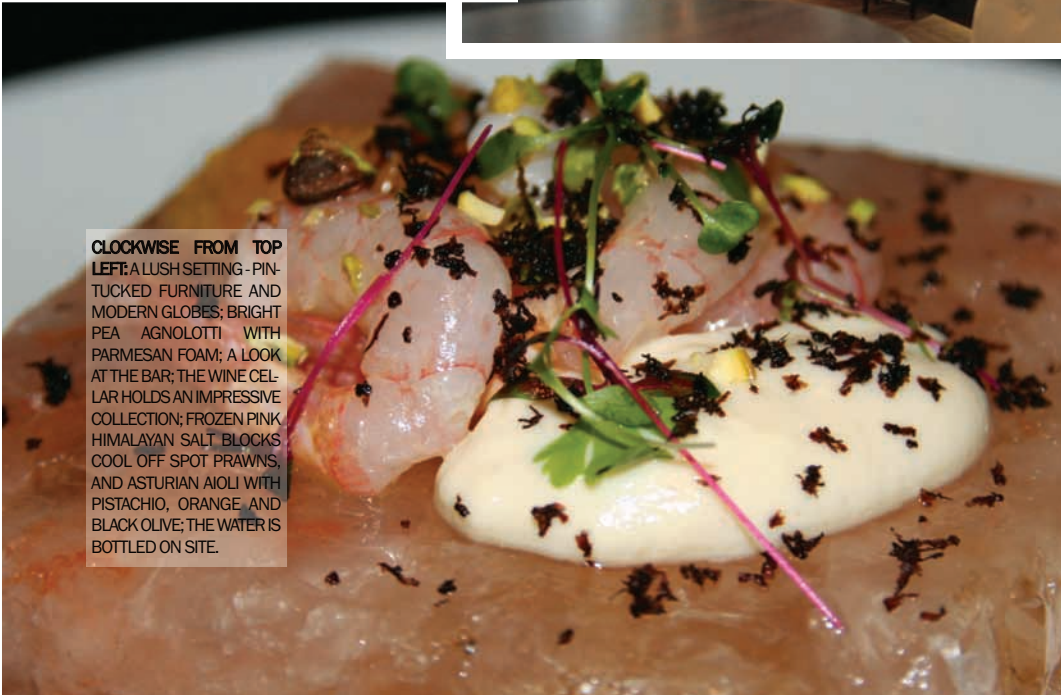 CLOCKWISE FROM TOP
LEFT: A LUSH SETTING - PIN-
TUCKED FURNITURE AND
MODERN GLOBES; BRIGHT
PEA AGNOLOTTI WITH
PARMESAN FOAM; A LOOK
AT THE BAR; THE WINE CEL-
LAR HOLDS AN IMPRESSIVE
COLLECTION; FROZEN PINK
HIMALAYAN SALT BLOCKS
COOL OFF SPOT PRAWNS,
AND ASTURIAN AIOLI WITH
PISTACHIO, ORANGE AND
BLACK OLIVE; THE WATER IS
BOTTLED ON SITE.